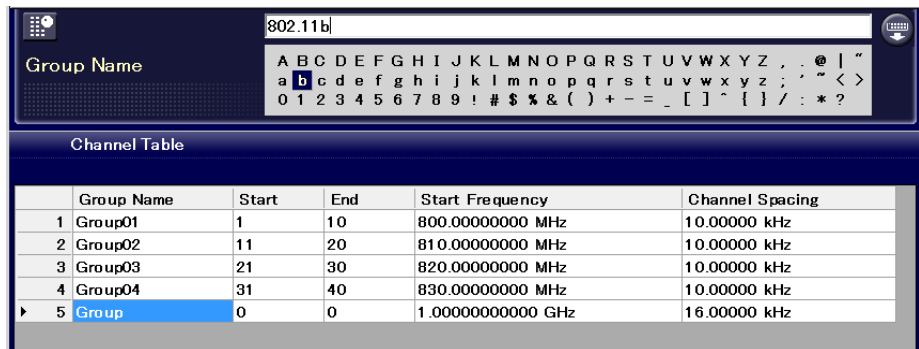 802.11b
Group Name
A B C D E F G H I J K L M N O P Q R S T U V W X Y Z , . @ | "
a b c d e f g h i j k l m n o p q r s t u v w x y z ; ' ~ < >
0 1 2 3 4 5 6 7 8 9 ! # $ % & ( ) + - = _ [ ] ^ { } / : * ?
Channel Table
Group Name Start End Start Frequency Channel Spacing
1 Group01 1 10 800.00000000 MHz 10.00000 kHz
2 Group02 11 20 810.00000000 MHz 10.00000 kHz
3 Group03 21 30 820.00000000 MHz 10.00000 kHz
4 Group04 31 40 830.00000000 MHz 10.00000 kHz
5 Group 0 0 1.00000000000 GHz 16.00000 kHz